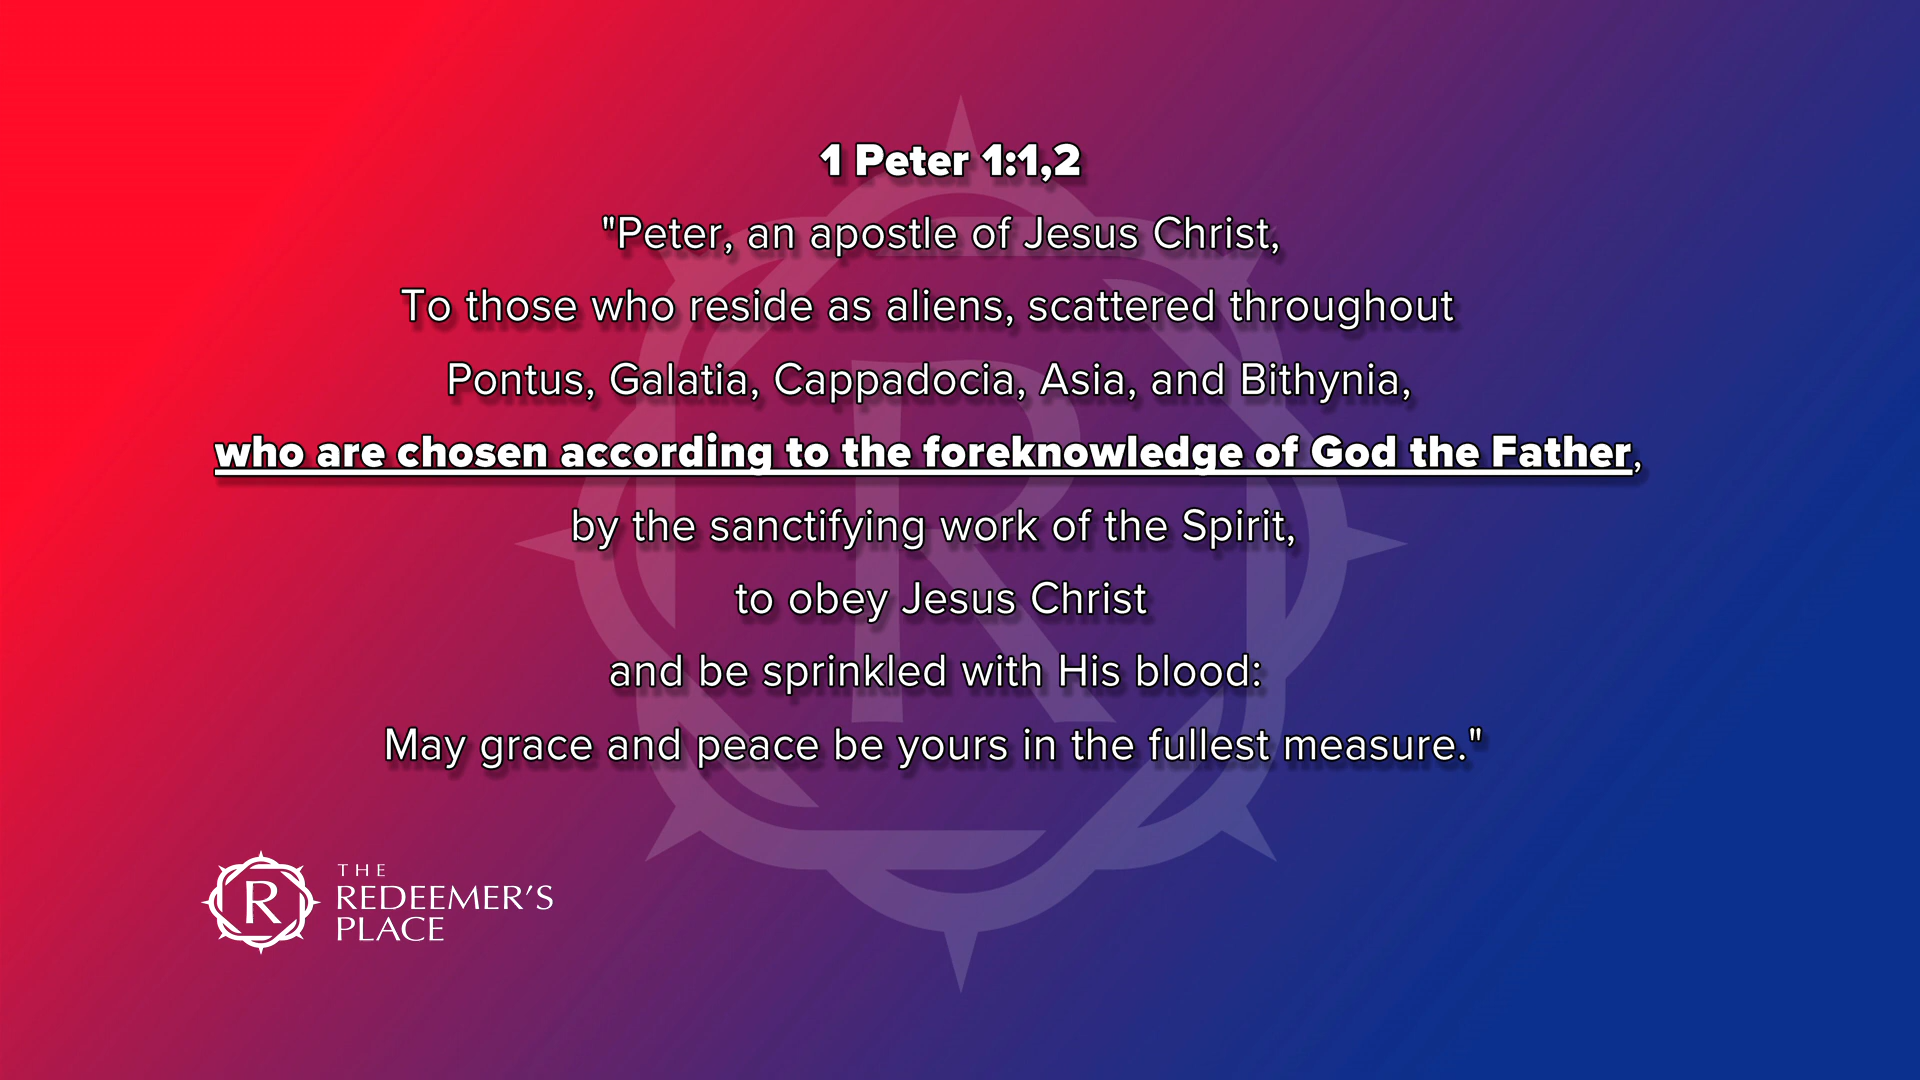 1 Peter 1:1,2
"Peter, an apostle of Jesus Christ,
To those who reside as aliens, scattered throughout
Pontus, Galatia, Cappadocia, Asia, and Bithynia,
who are chosen according to the foreknowledge of God the Father,
by the sanctifying work of the Spirit,
to obey Jesus Christ
and be sprinkled with His blood:
May grace and peace be yours in the fullest measure."
R
THE
REDEEMER'S
PLACE
R